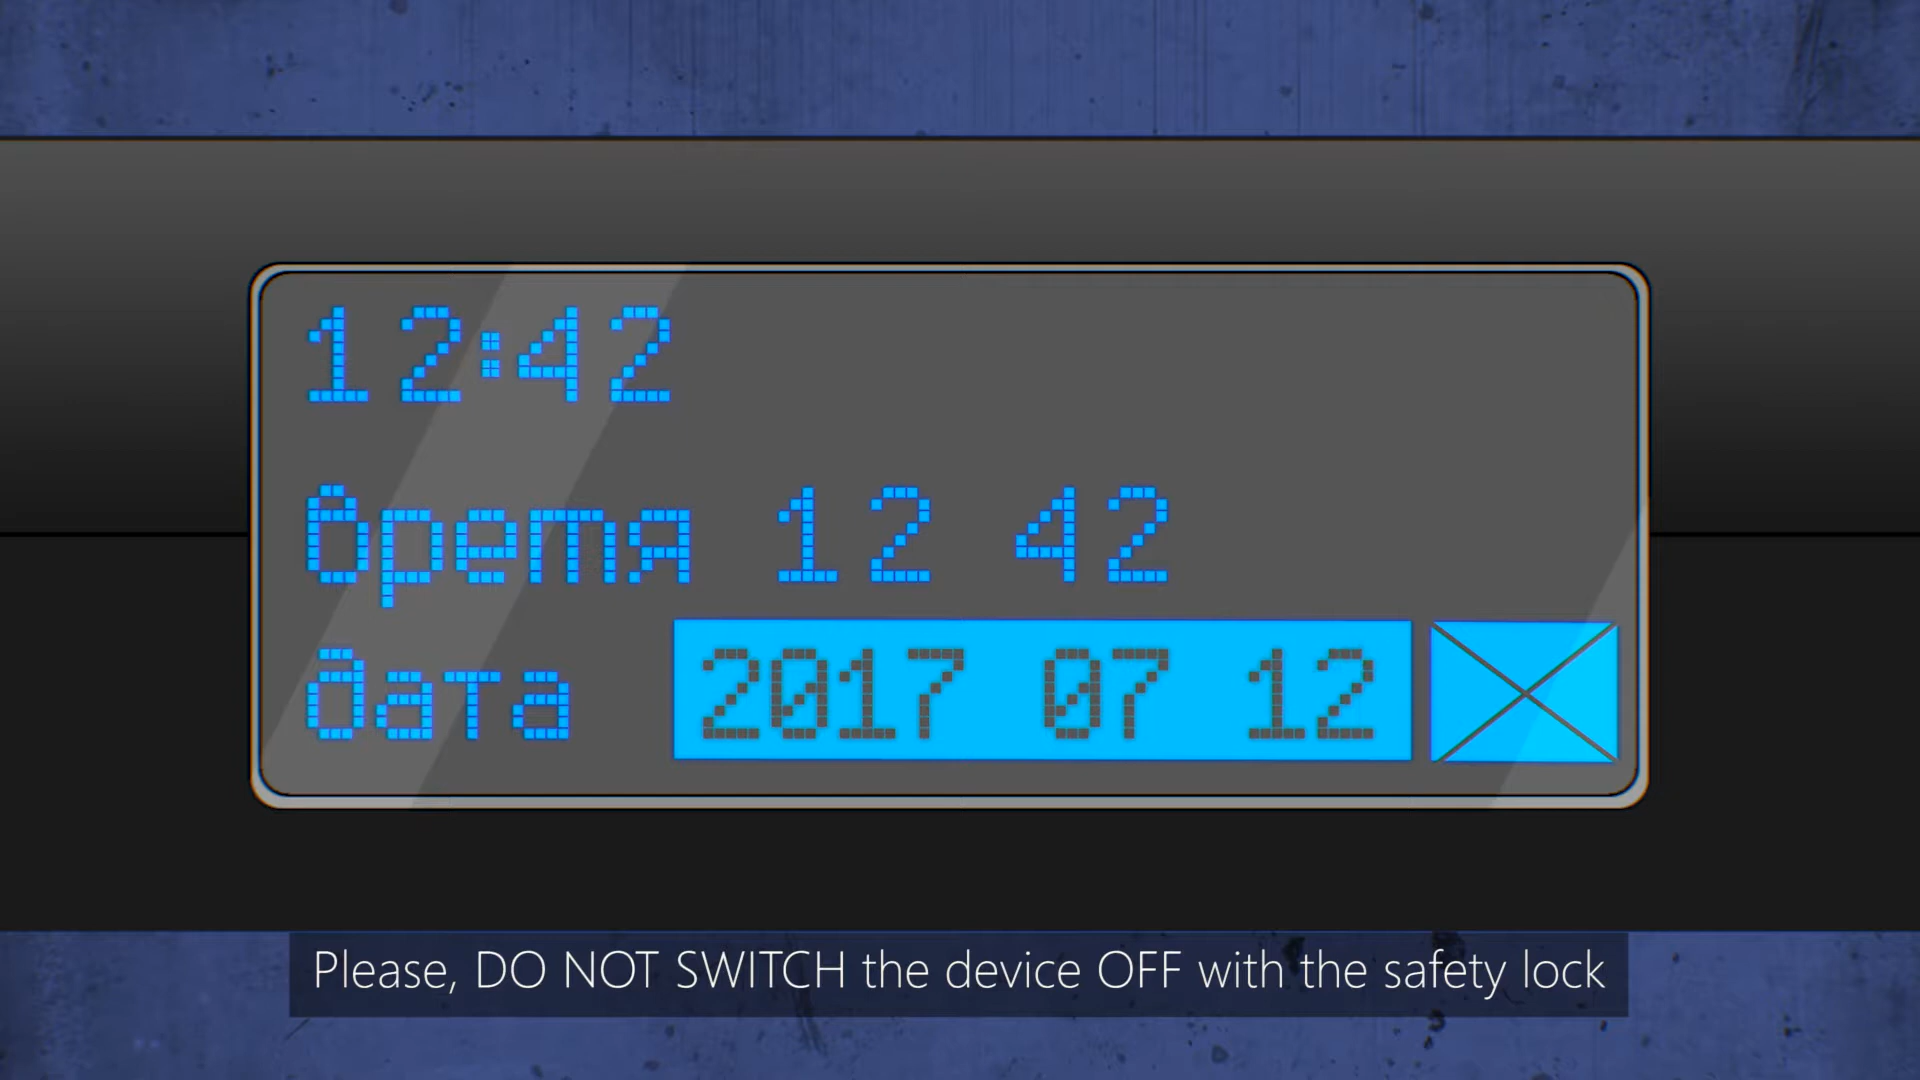 12:42
время 12 42
дата 2017 07 12
Please, DO NOT SWITCH the device OFF with the safety lock